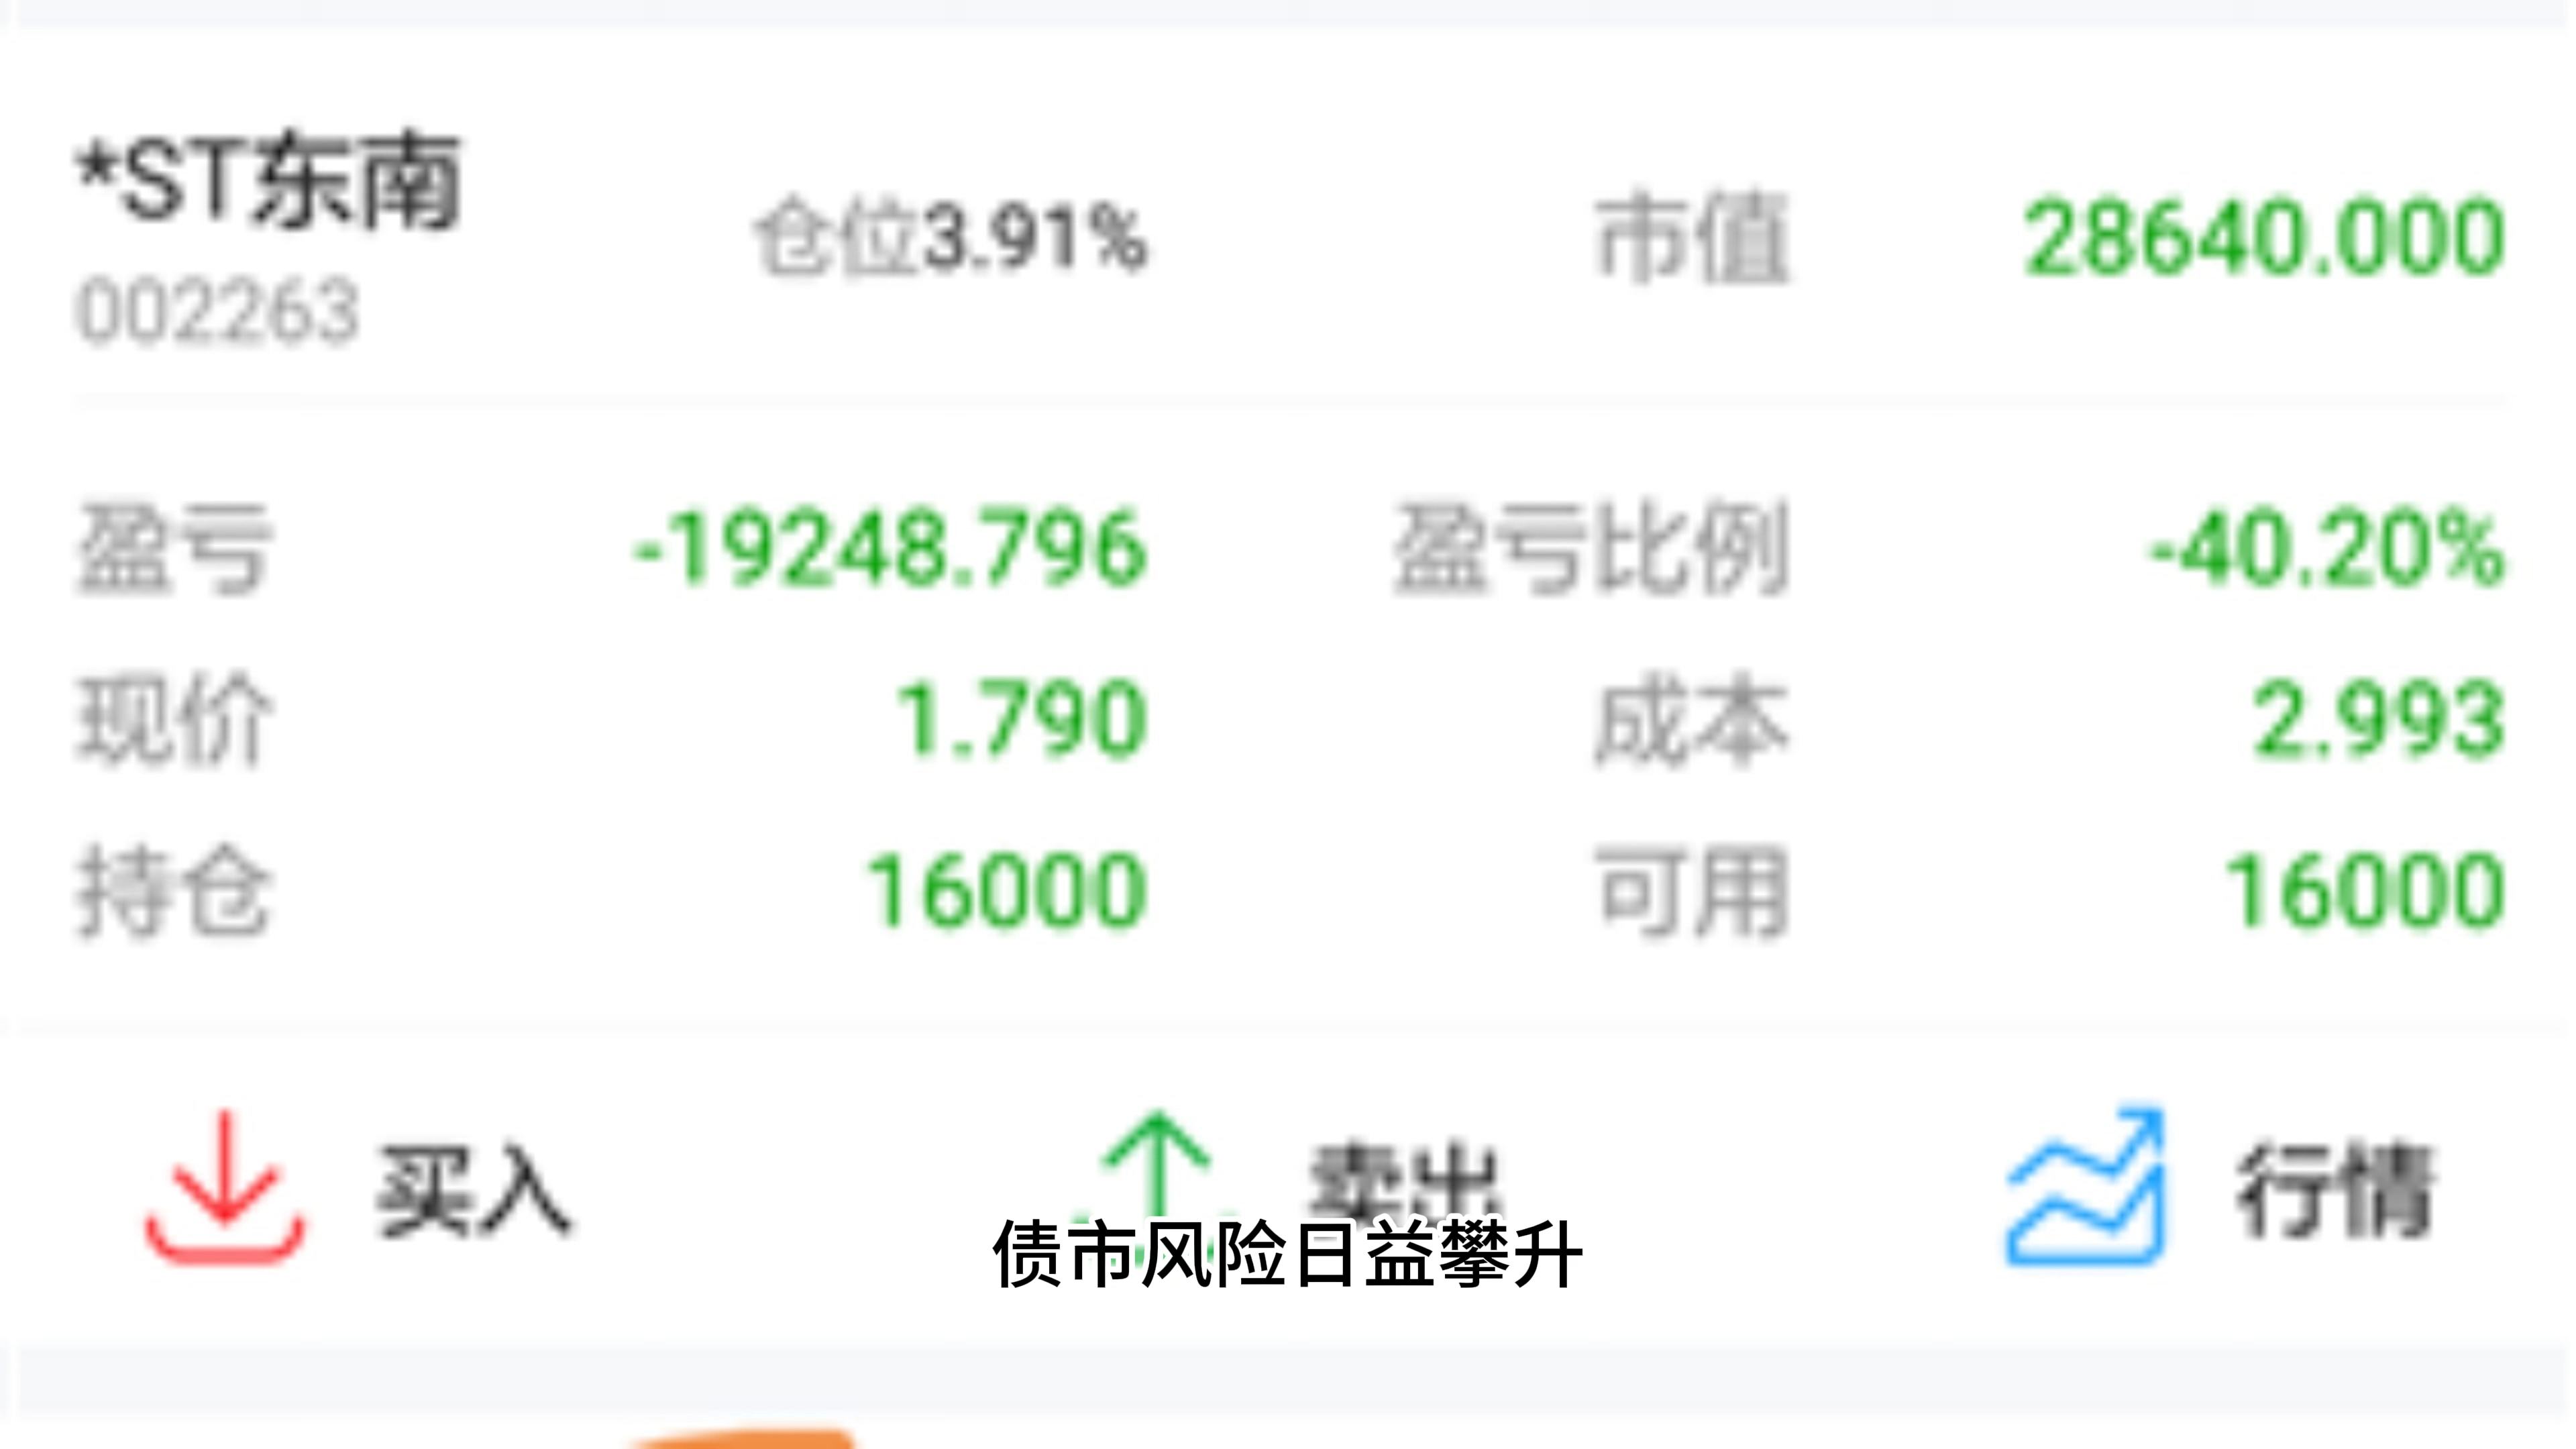 *ST东南
002263
仓位3.91%
市值 28640.000
盈亏 -19248.796 盈亏比例 -40.20%
现价 1.790 成本 2.993
持仓 16000 可用 16000
买入 卖出 行情
债市风险日益攀升